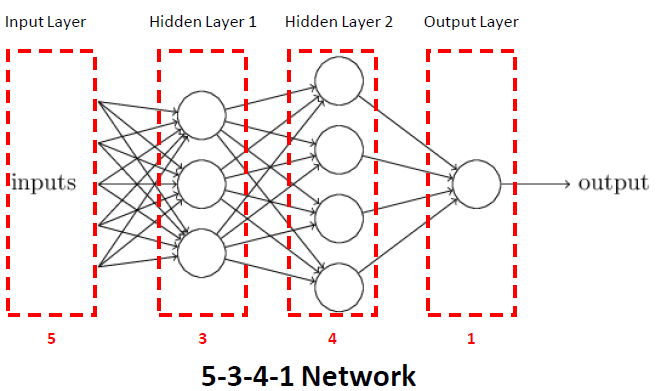 Input Layer
Hidden Layer 1
Hidden Layer 2
Output Layer
inputs
output
5
3
4
1
5-3-4-1 Network